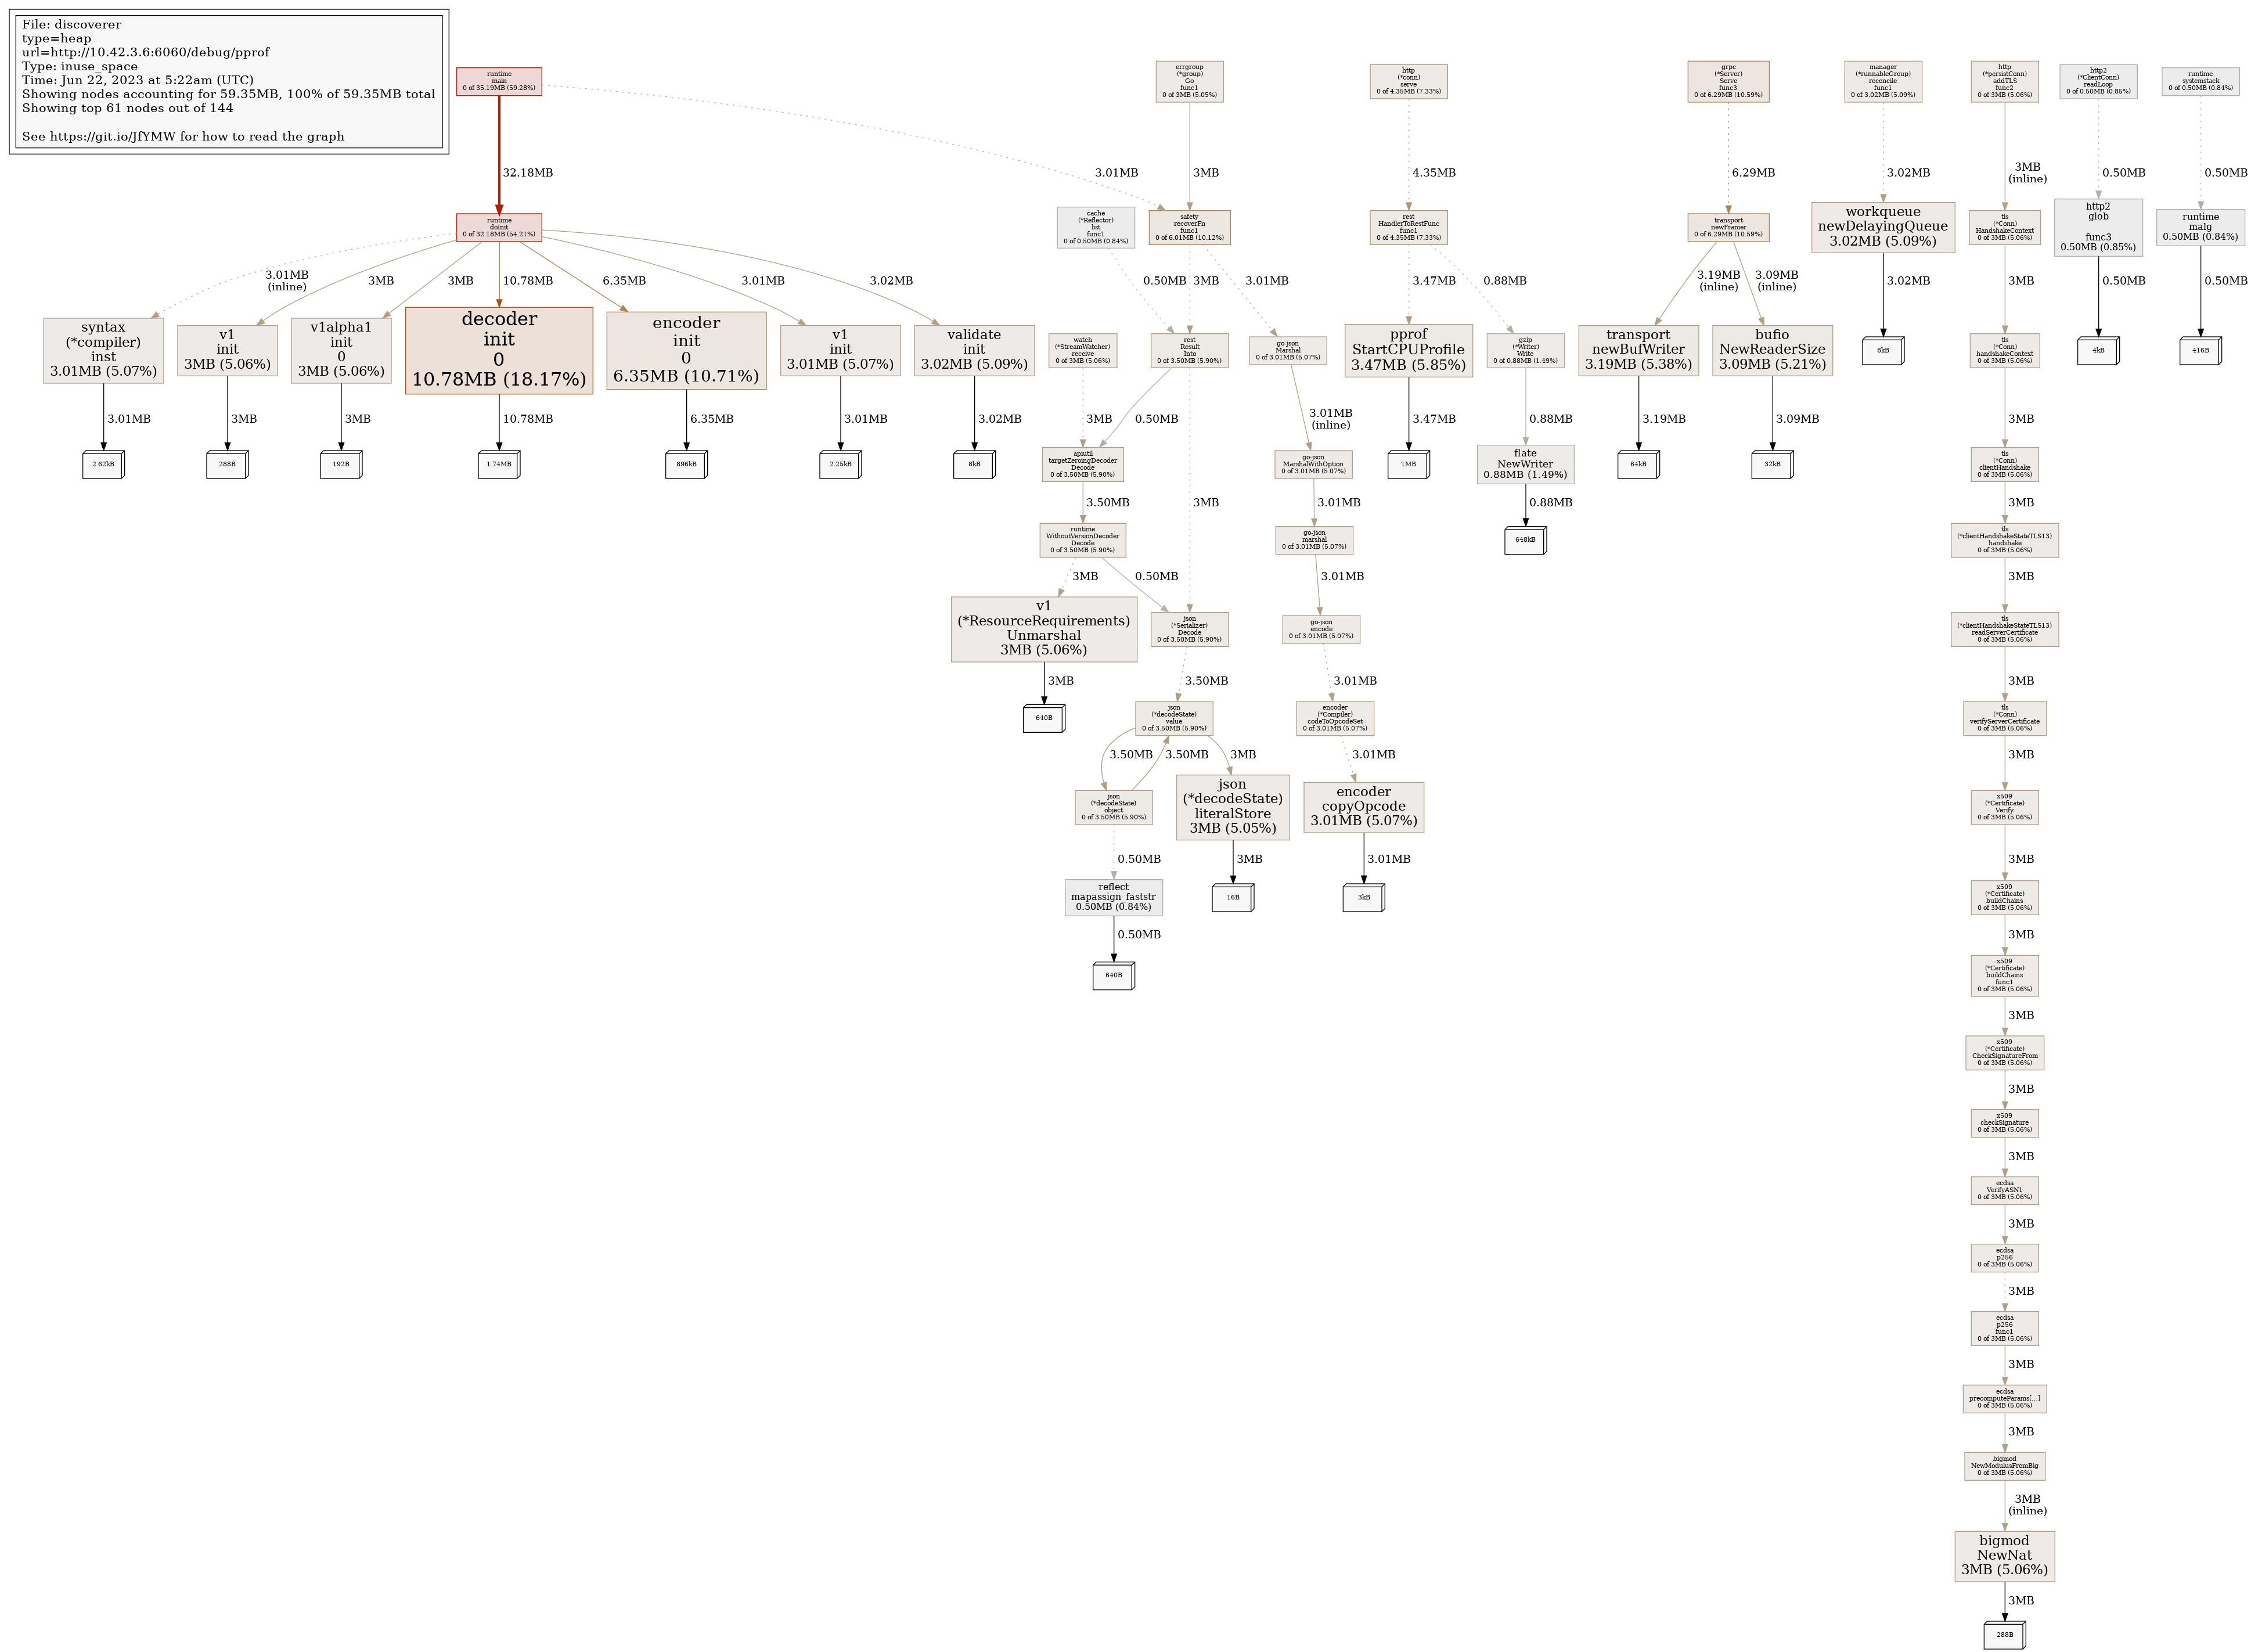 File: discoverer
type=heap
url=http://10.42.3.6:6060/debug/pprof
Type: inuse_space
Time: Jun 22, 2023 at 5:22am (UTC)
Showing nodes accounting for 59.35MB, 100% of 59.35MB total
Showing top 61 nodes out of 144
See https://git.io/JfYMW for how to read the graph
runtime
main
0 of 35.19MB (59.28%)
errgroup
(*group)
Go
func1
0 of 3MB (5.05%)
http
(*conn)
serve
0 of 4.35MB (7.33%)
grpc
(*Server)
Serve
func3
0 of 6.29MB (10.59%)
manager
(*runnableGroup)
reconcile
func1
0 of 3.02MB (5.09%)
http
(*persistConn)
addTLS
func2
0 of 3MB (5.06%)
http2
(*ClientConn)
readLoop
0 of 0.50MB (0.85%)
runtime
systemstack
0 of 0.50MB (0.84%)
32.18MB
3.01MB
3MB
4.35MB
6.29MB
3.02MB
3MB
(inline)
0.50MB
0.50MB
runtime
doInit
0 of 32.18MB (54.21%)
cache
(*Reflector)
list
func1
0 of 0.50MB (0.84%)
safety
recoverFn
func1
0 of 6.01MB (10.12%)
rest
HandlerToRestFunc
func1
0 of 4.35MB (7.33%)
transport
newFramer
0 of 6.29MB (10.59%)
workqueue
newDelayingQueue
3.02MB (5.09%)
tls
(*Conn)
HandshakeContext
0 of 3MB (5.06%)
http2
glob
func3
0.50MB (0.85%)
runtime
malg
0.50MB (0.84%)
3.01MB
(inline)
3MB
3MB
10.78MB
6.35MB
3.01MB
3.02MB
0.50MB
3MB
3.01MB
3.47MB
0.88MB
3.19MB
(inline)
3.09MB
(inline)
3.02MB
3MB
0.50MB
0.50MB
syntax
(*compiler)
inst
3.01MB (5.07%)
v1
init
3MB (5.06%)
v1alpha1
init
0
3MB (5.06%)
decoder
init
0
10.78MB (18.17%)
encoder
init
0
6.35MB (10.71%)
v1
init
3.01MB (5.07%)
validate
init
3.02MB (5.09%)
watch
(*StreamWatcher)
receive
0 of 3MB (5.06%)
rest
Result
Into
0 of 3.50MB (5.90%)
go-json
Marshal
0 of 3.01MB (5.07%)
pprof
StartCPUProfile
3.47MB (5.85%)
gzip
(*Writer)
Write
0 of 0.88MB (1.49%)
transport
newBufWriter
3.19MB (5.38%)
bufio
NewReaderSize
3.09MB (5.21%)
8kB
tls
(*Conn)
handshakeContext
0 of 3MB (5.06%)
4kB
416B
3.01MB
3MB
3MB
10.78MB
6.35MB
3.01MB
3.02MB
3MB
0.50MB
3.01MB
(inline)
3.47MB
0.88MB
3.19MB
3.09MB
3MB
2.62kB
288B
192B
1.74MB
896kB
2.25kB
8kB
apiutil
targetZeroingDecoder
Decode
0 of 3.50MB (5.90%)
go-json
MarshalWithOption
0 of 3.01MB (5.07%)
1MB
flate
NewWriter
0.88MB (1.49%)
64kB
32kB
tls
(*Conn)
clientHandshake
0 of 3MB (5.06%)
3.50MB
3MB
3.01MB
0.88MB
3MB
runtime
WithoutVersionDecoder
Decode
0 of 3.50MB (5.90%)
go-json
marshal
0 of 3.01MB (5.07%)
648kB
tls
(*clientHandshakeStateTLS13)
handshake
0 of 3MB (5.06%)
3MB
0.50MB
3.01MB
3MB
v1
(*ResourceRequirements)
Unmarshal
3MB (5.06%)
json
(*Serializer)
Decode
0 of 3.50MB (5.90%)
go-json
encode
0 of 3.01MB (5.07%)
tls
(*clientHandshakeStateTLS13)
readServerCertificate
0 of 3MB (5.06%)
3MB
3.50MB
3.01MB
3MB
640B
json
(*decodeState)
value
0 of 3.50MB (5.90%)
encoder
(*Compiler)
codeToOpcodeSet
0 of 3.01MB (5.07%)
tls
(*Conn)
verifyServerCertificate
0 of 3MB (5.06%)
3.50MB
3.50MB
3MB
3.01MB
3MB
json
(*decodeState)
object
0 of 3.50MB (5.90%)
json
(*decodeState)
literalStore
3MB (5.05%)
encoder
copyOpcode
3.01MB (5.07%)
x509
(*Certificate)
Verify
0 of 3MB (5.06%)
0.50MB
3MB
3.01MB
3MB
reflect
mapassign_faststr
0.50MB (0.84%)
16B
3kB
x509
(*Certificate)
buildChains
0 of 3MB (5.06%)
0.50MB
3MB
640B
x509
(*Certificate)
buildChains
func1
0 of 3MB (5.06%)
3MB
x509
(*Certificate)
CheckSignatureFrom
0 of 3MB (5.06%)
3MB
x509
checkSignature
0 of 3MB (5.06%)
3MB
ecdsa
VerifyASN1
0 of 3MB (5.06%)
3MB
ecdsa
p256
0 of 3MB (5.06%)
3MB
ecdsa
p256
func1
0 of 3MB (5.06%)
3MB
ecdsa
precomputeParams[...]
0 of 3MB (5.06%)
3MB
bigmod
NewModulusFromBig
0 of 3MB (5.06%)
3MB
(inline)
bigmod
NewNat
3MB (5.06%)
3MB
288B